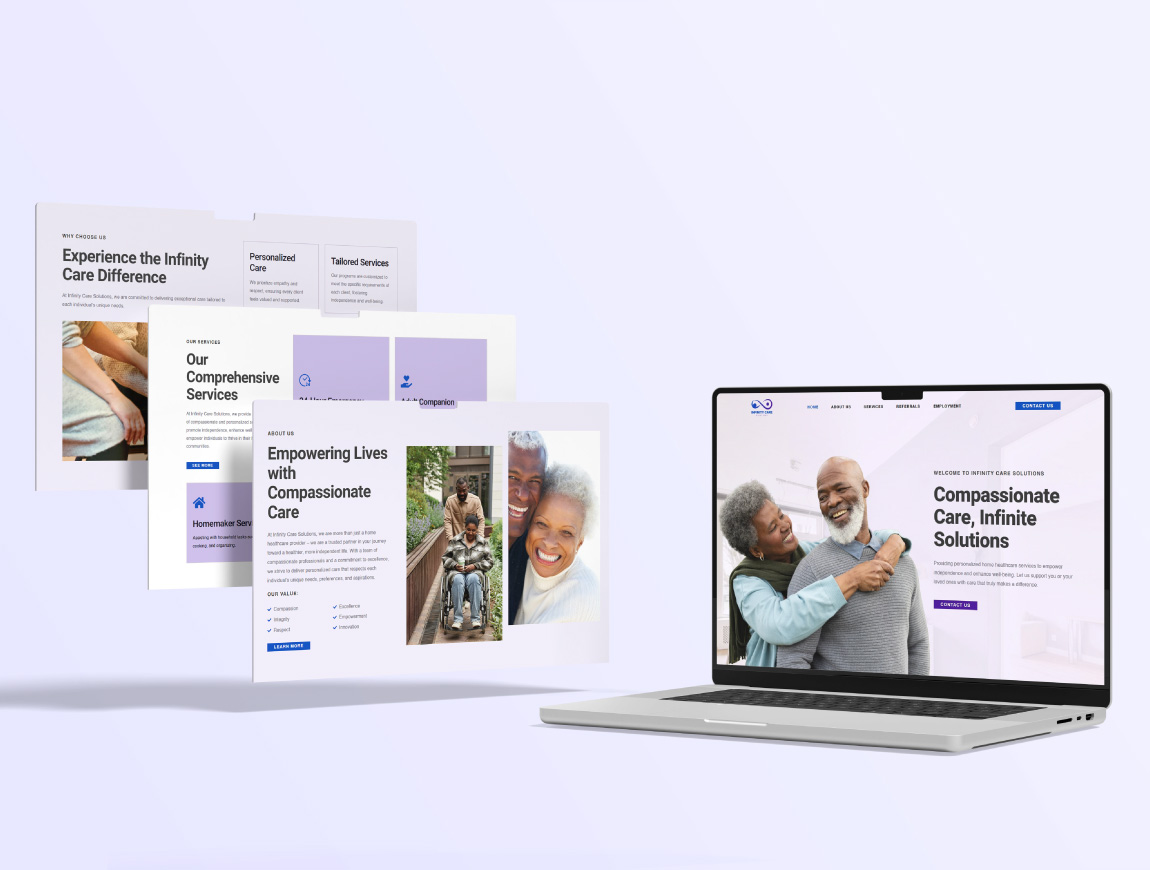 WHY CHOOSE US
Experience the Infinity
Care Difference
At Infinity Care Solutions, we are committed to delivering exceptional care tailored to
each individual's unique needs.
Personalized
Care
We prioritize empathy and
respect, ensuring every client
feels valued and supported.
Tailored Services
Our programs are customized to
meet the specific requirements of
each client, fostering
independence and well-being.
OUR SERVICES
Our
Comprehensive
Services
At Infinity Care Solutions, we provide
of compassionate and personalized s
promote independence, enhance well
empower individuals to thrive in their
communities.
SEE MORE
24
24-Hour Emergency
Adult Companion
Homemaker Serv
Assisting with household tasks
cooking, and organizing.
ABOUT US
Empowering Lives
with
Compassionate
Care
At Infinity Care Solutions, we are more than just a home
healthcare provider – we are a trusted partner in your journey
toward a healthier, more independent life. With a team of
compassionate professionals and a commitment to excellence,
we strive to deliver personalized care that respects each
individual's unique needs, preferences, and aspirations.
OUR VALUE:
Compassion
Integrity
Respect
Excellence
Empowerment
Innovation
LEARN MORE
INFINITY CARE
HOME ABOUT US SERVICES REFERRALS EMPLOYMENT
CONTACT US
WELCOME TO INFINITY CARE SOLUTIONS
Compassionate
Care, Infinite
Solutions
Providing personalized home healthcare services to empower
independence and enhance well-being. Let us support you or your
loved ones with care that truly makes a difference.
CONTACT US